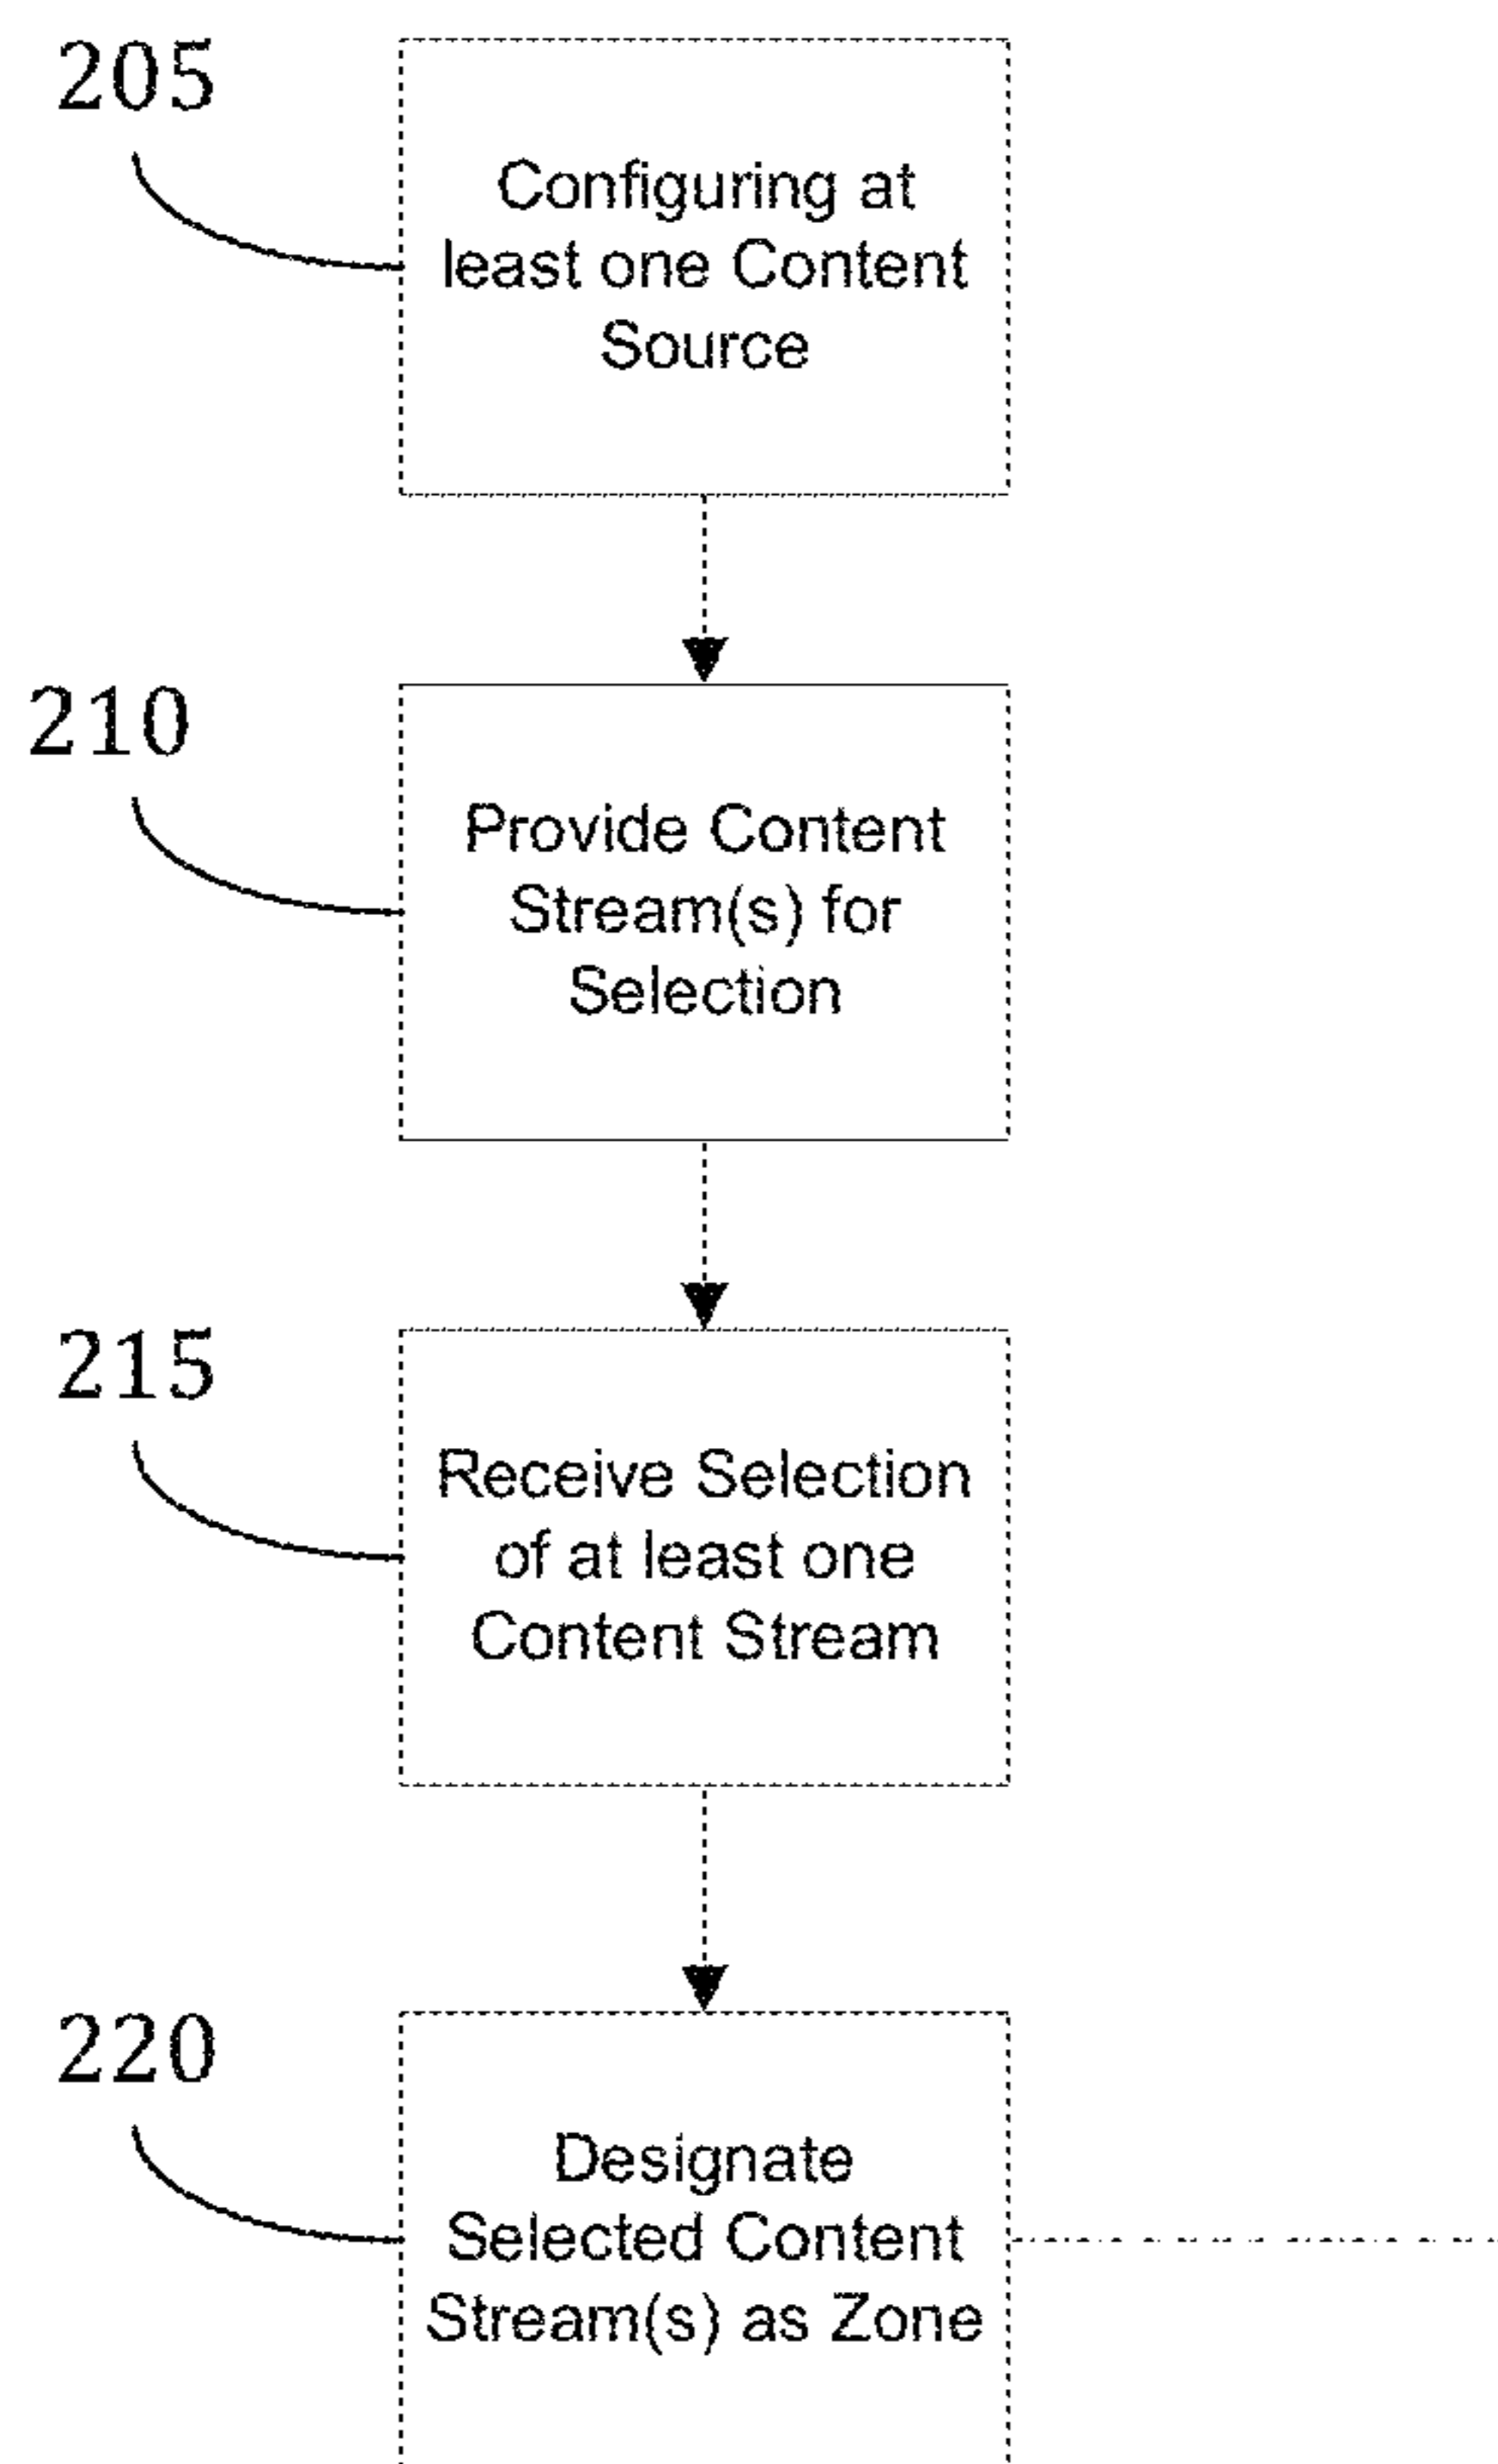 205
Configuring at
least one Content
Source
210
Provide Content
Stream(s) for
Selection
215
Receive Selection
of at least one
Content Stream
220
Designate
Selected Content
Stream(s) as Zone